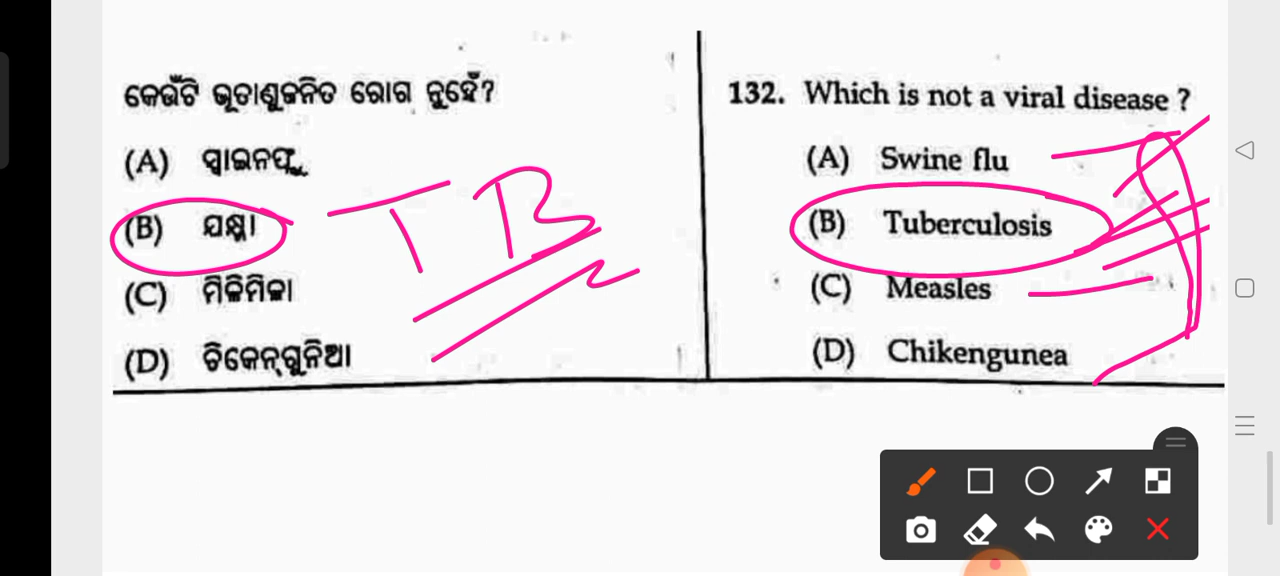 କେଉଁଟି ଭୂତାଣୁଜନିତ ରୋଗ ନୁହେଁ?
(A) ସ୍ୱାଇନଫ୍ଲୁ
(B) ଯକ୍ଷ୍ମା
(C) ମିଳିମିଳା
(D) ଚିକେନ୍‌ଗୁନିଆ
TB
132. Which is not a viral disease ?
(A) Swine flu
(B) Tuberculosis
(C) Measles
(D) Chikengunea